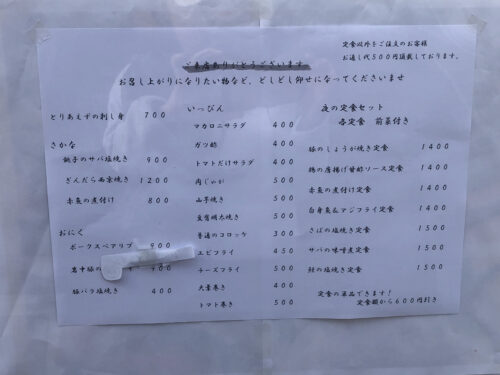 ご来店ありがとうございます
お召し上がりになりたい物など、どしどし仰せになってくださいませ
定食以外をご注文のお客様
お通し代500円頂戴しております。
とりあえずの刺し身 700
さかな
銚子のサバ塩焼き 900
ぎんだら西京焼き 1200
赤魚の煮付け 800
おにく
ポークスペアリブ 900
豚バラ塩焼き 400
いっぴん
マカロニサラダ 400
ガツ酢 400
トマトだけサラダ 400
肉じゃが 500
山芋焼き 500
豆腐明太焼き 500
普通のコロッケ 300
エビフライ 450
チーズフライ 500
大葉巻き 400
トマト巻き 500
夜の定食セット
各定食 前菜付き
豚のしょうが焼き定食 1400
鶏の唐揚げ甘酢ソース定食 1400
赤魚の煮付け定食 1400
白身魚&アジフライ定食 1400
さばの塩焼き定食 1500
サバの味噌煮定食 1500
鮭の塩焼き定食 1500
定食の単品できます!
定食額から600円引き